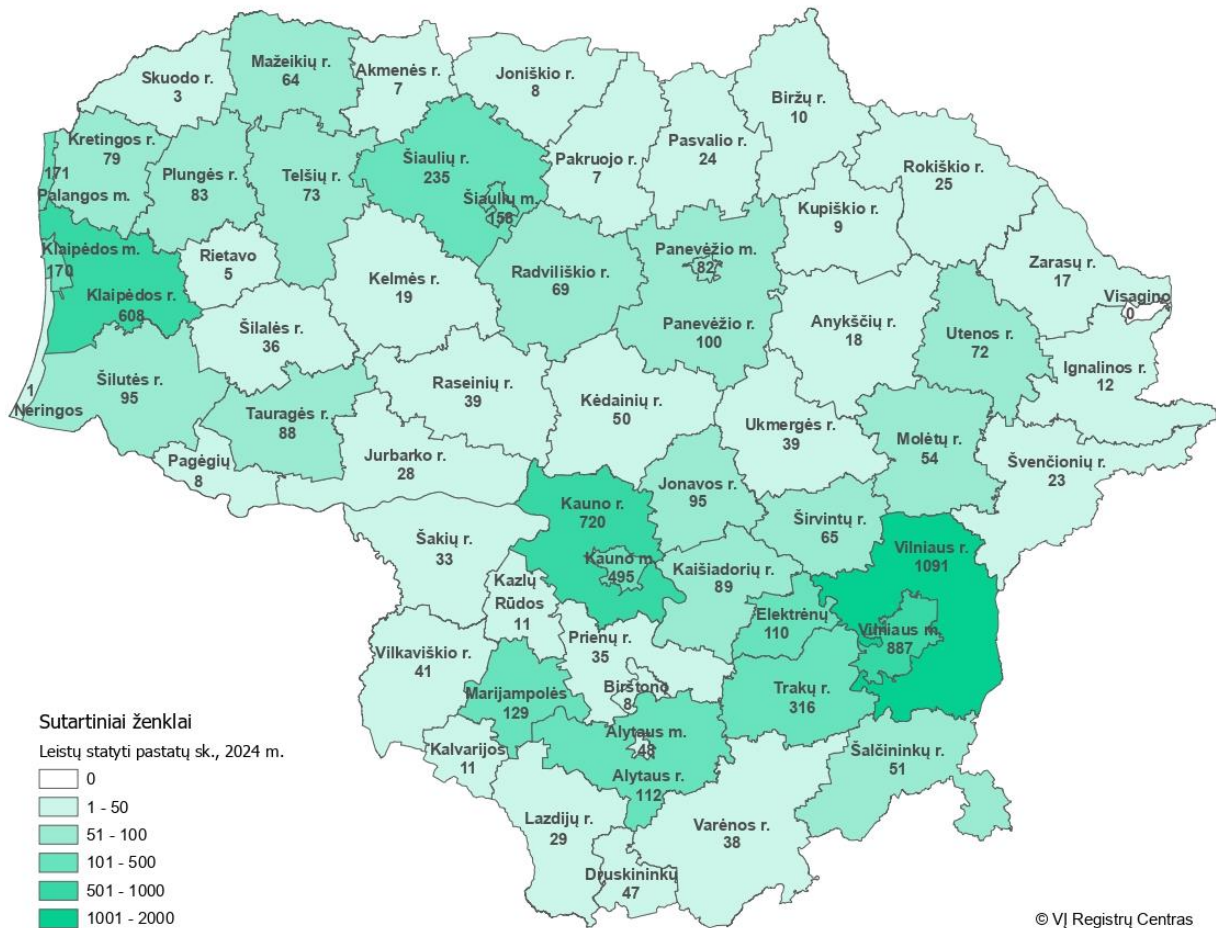 Skuodo r.
3
Mažeikių r.
64
Akmenės r.
7
Joniškio r.
8
Biržų r.
10
Kretingos r.
79
171
Palangos m.
Plungės r.
83
Telšių r.
73
Šiaulių r.
235
Šiaulių m.
158
Pakruojo r.
7
Pasvalio r.
24
Rokiškio r.
25
Kupiškio r.
9
Klaipėdos m.
170
Klaipėdos r.
608
Rietavo
5
Kelmės r.
19
Radviliškio r.
69
Panevėžio m.
82
Panevėžio r.
100
Zarasų r.
17
Visagino
0
Anykščių r.
18
Utenos r.
72
Ignalinos r.
12
Šilalės r.
36
1
Neringos
Šilutės r.
95
Tauragės r.
88
Raseinių r.
39
Kėdainių r.
50
Ukmergės r.
39
Molėtų r.
54
Švenčionių r.
23
Pagėgių
8
Jurbarko r.
28
Jonavos r.
95
Širvintų r.
65
Kauno r.
720
Kauno m.
495
Šakių r.
33
Kazlų
Rūdos
11
Kaišiadorių r.
89
Elektrėnų
110
Vilniaus r.
1091
Vilniaus m.
887
Prienų r.
35
Birštono
8
Vilkaviškio r.
41
Marijampolės
129
Trakų r.
316
Kalvarijos
11
Alytaus m.
48
Alytaus r.
112
Šalčininkų r.
51
Lazdijų r.
29
Varėnos r.
38
Druskininkų
47
Sutartiniai ženklai
Leistų statyti pastatų sk., 2024 m.
0
1 - 50
51 - 100
101 - 500
501 - 1000
1001 - 2000
© VĮ Registrų Centras